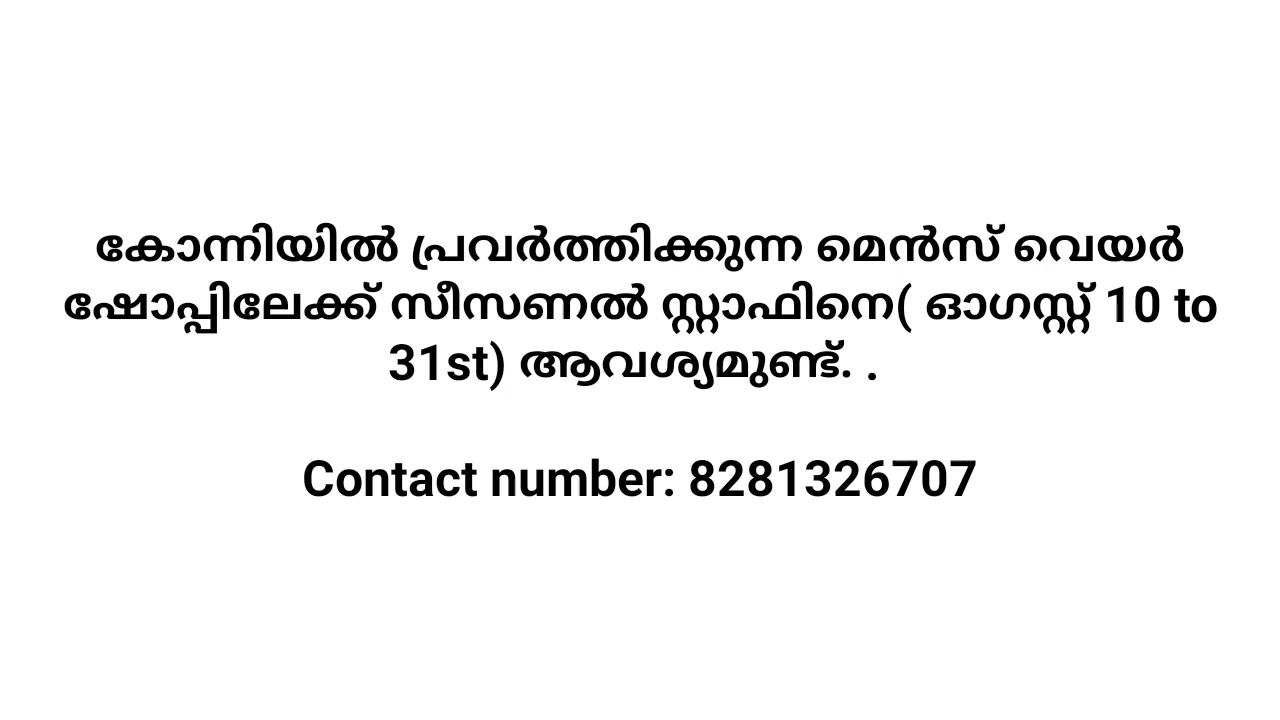 കോന്നിയിൽ പ്രവർത്തിക്കുന്ന മെൻസ് വെയർ
ഷോപ്പിലേക്ക് സീസണൽ സ്റ്റാഫിനെ( ഓഗസ്റ്റ് 10 to
31st) ആവശ്യമുണ്ട്. .
Contact number: 8281326707